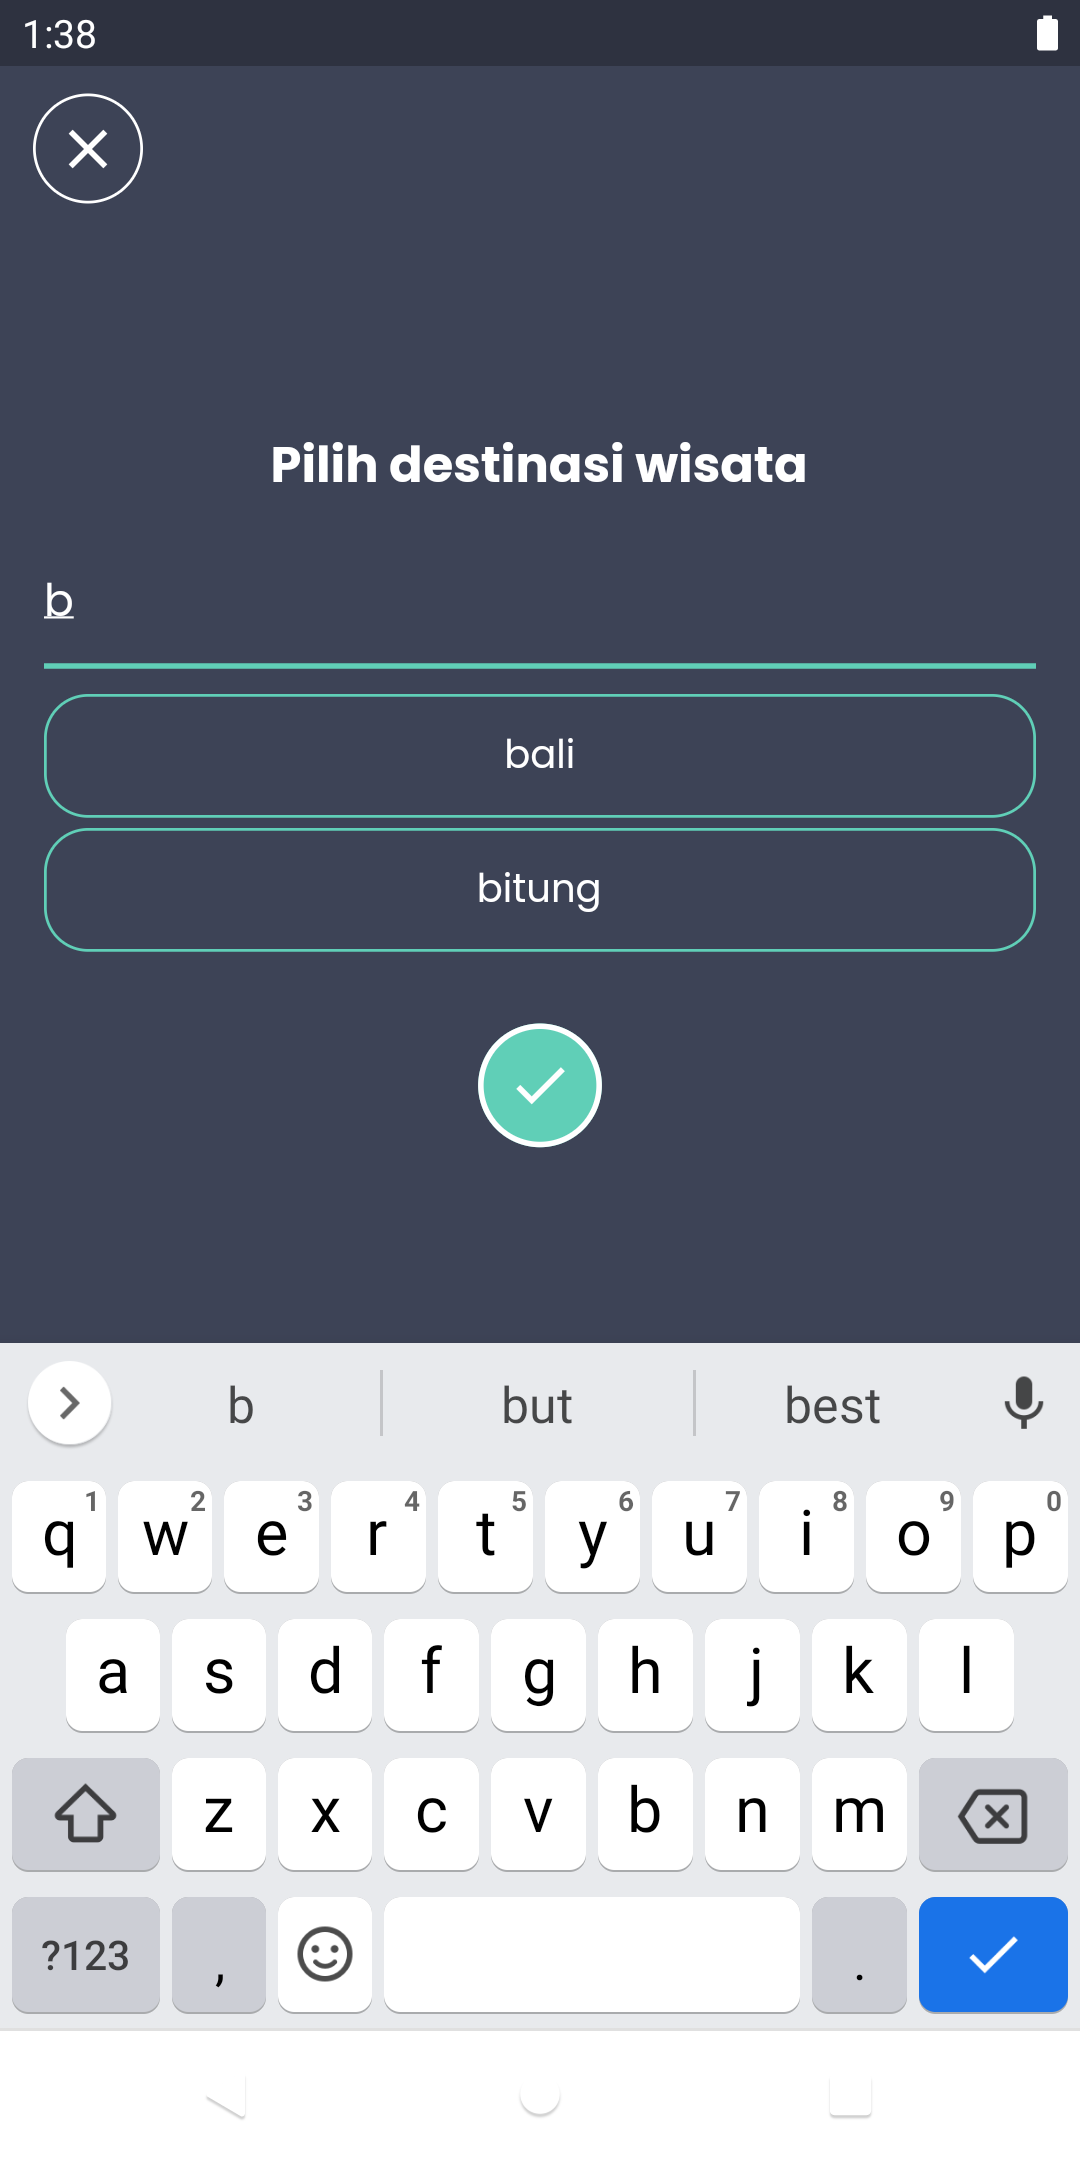 1:38
Pilih destinasi wisata
b
bali
bitung
b but best
q 1 w 2 e 3 r 4 t 5 y 6 u 7 i 8 o 9 p 0
a s d f g h j k l
z x c v b n m
?123 , .